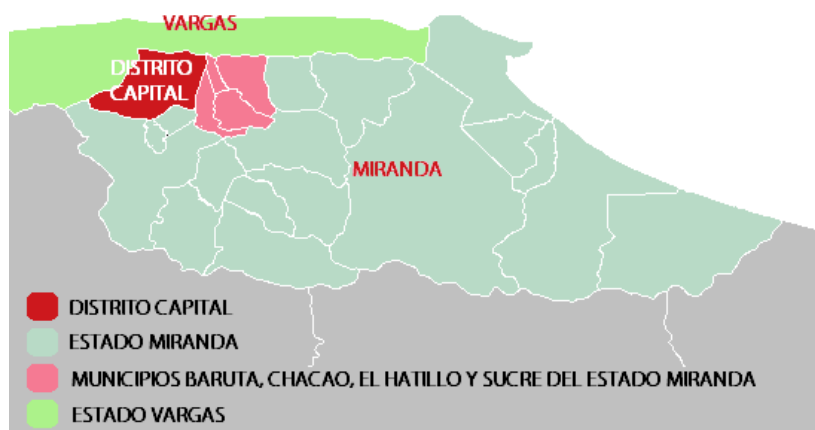 VARGAS
DISTRITO
CAPITAL
MIRANDA
DISTRITO CAPITAL
ESTADO MIRANDA
MUNICIPIOS BARUTA, CHACAO, EL HATILLO Y SUCRE DEL ESTADO MIRANDA
ESTADO VARGAS